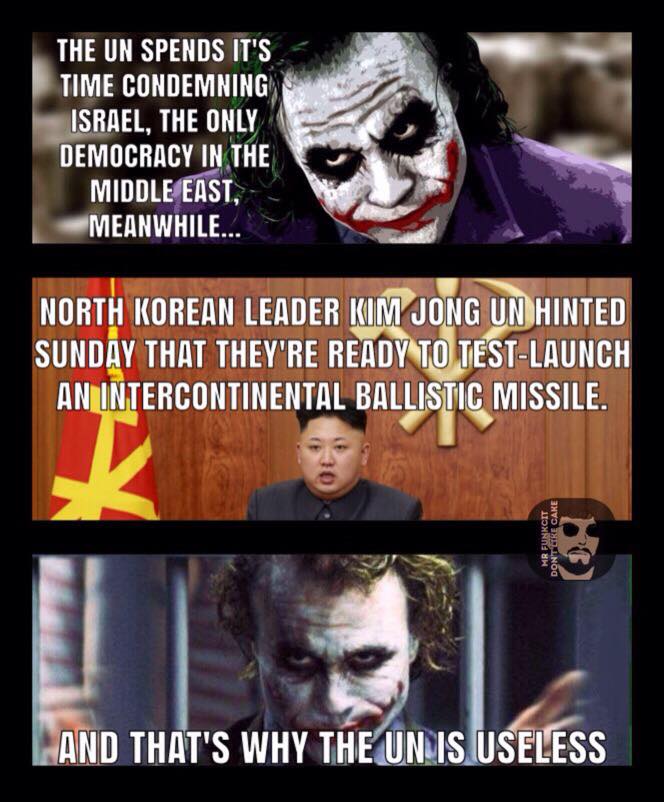 THE UN SPENDS IT'S
TIME CONDEMNING
ISRAEL, THE ONLY
DEMOCRACY IN THE
MIDDLE EAST,
MEANWHILE...
NORTH KOREAN LEADER KIM JONG UN HINTED
SUNDAY THAT THEY'RE READY TO TEST-LAUNCH
AN INTERCONTINENTAL BALLISTIC MISSILE.
MR FUNKCIT
DON'T LIKE CAKE
AND THAT'S WHY THE UN IS USELESS